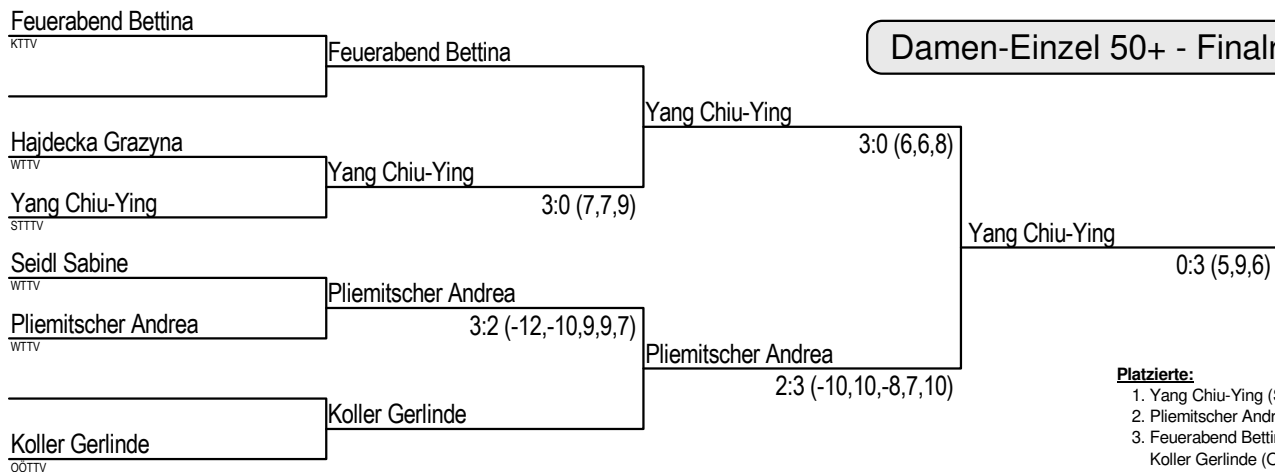 Feuerabend Bettina
KTTV
Feuerabend Bettina
Damen-Einzel 50+ - Finalr
Yang Chiu-Ying
3:0 (6,6,8)
Hajdecka Grazyna
WTTV
Yang Chiu-Ying
3:0 (7,7,9)
Yang Chiu-Ying
STTTV
Yang Chiu-Ying
0:3 (5,9,6)
Seidl Sabine
WTTV
Pliemitscher Andrea
3:2 (-12,-10,9,9,7)
Pliemitscher Andrea
WTTV
Pliemitscher Andrea
2:3 (-10,10,-8,7,10)
Koller Gerlinde
Koller Gerlinde
OÖTTV
Platzierte:
1. Yang Chiu-Ying (S
2. Pliemitscher Andr
3. Feuerabend Bettin
Koller Gerlinde (O